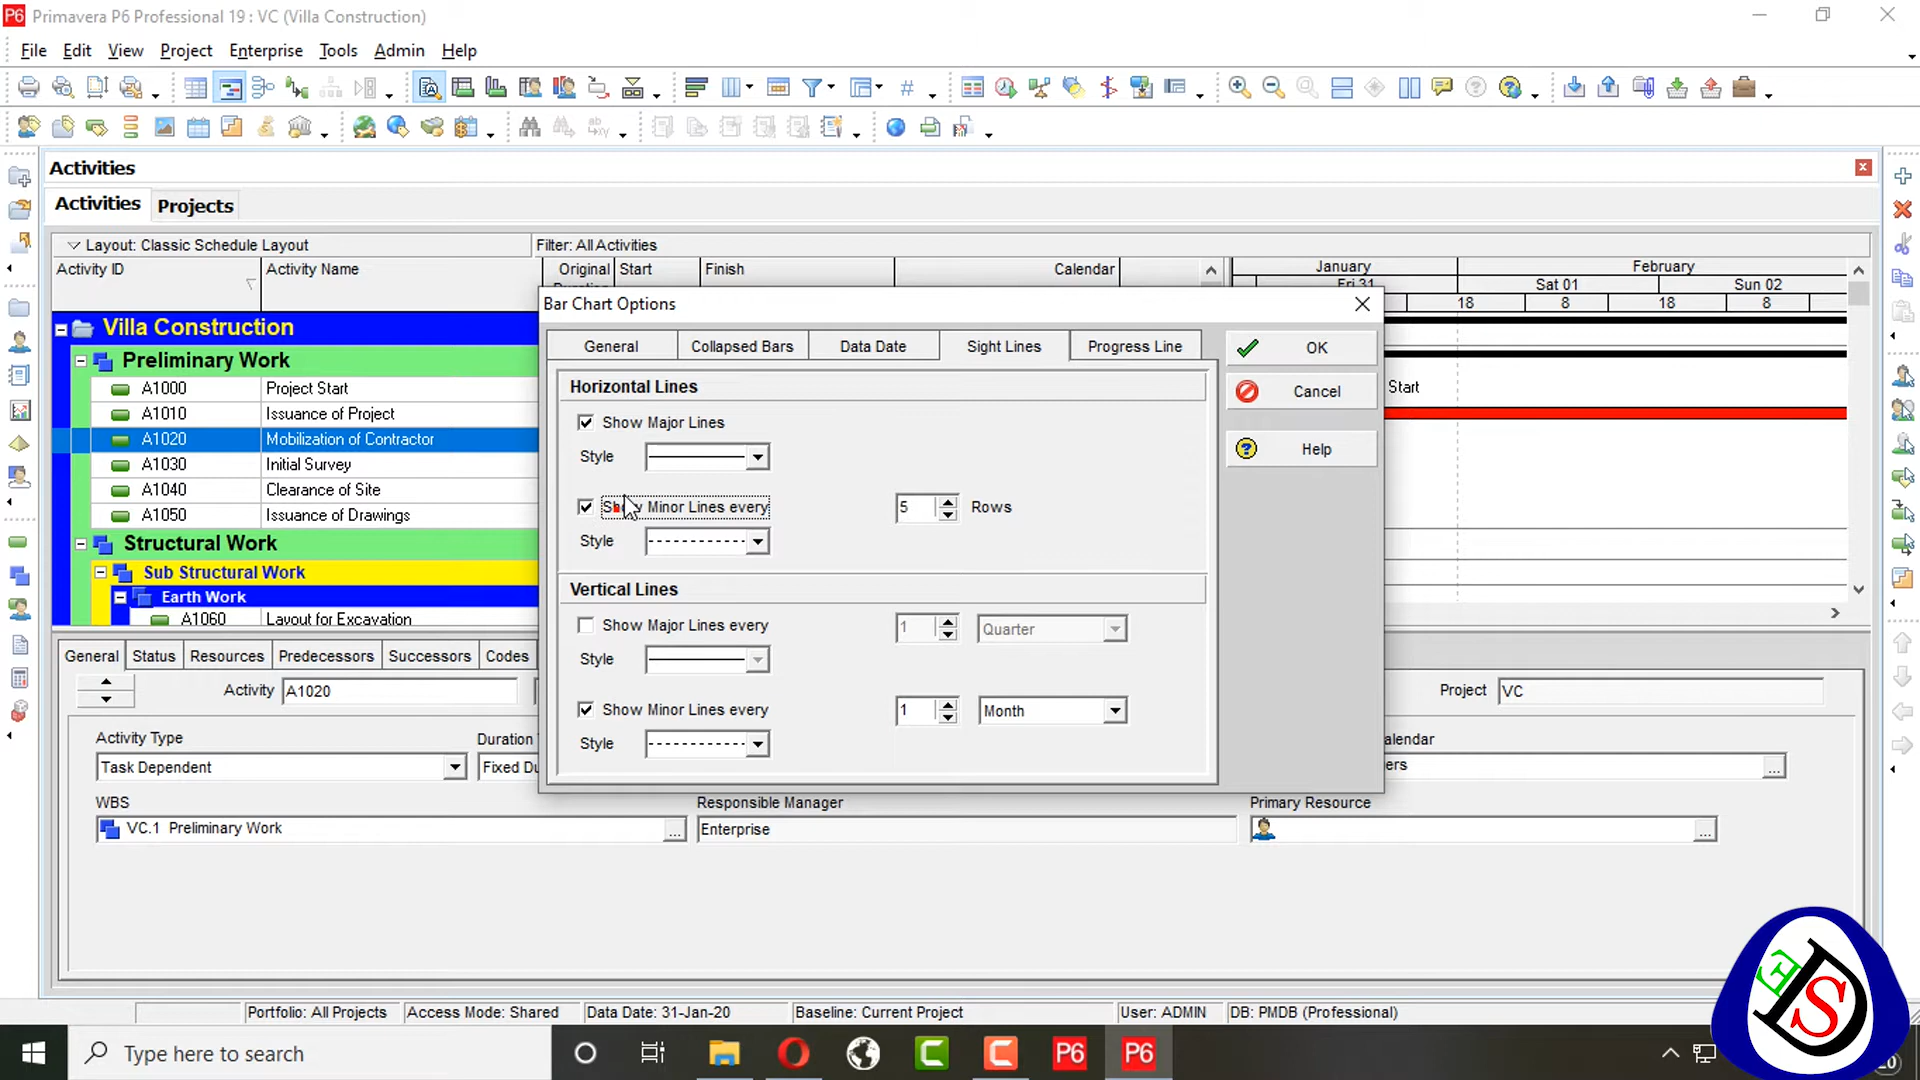 P6 Primavera P6 Professional 19 : VC (Villa Construction)
File Edit View Project Enterprise Tools Admin Help
Activities
Activities Projects
Layout: Classic Schedule Layout Filter: All Activities
Activity ID Activity Name Original Start Finish Calendar January February
Fri 31 Sat 01 Sun 02
18 8 18 8
Bar Chart Options
Villa Construction
General Collapsed Bars Data Date Sight Lines Progress Line OK
Preliminary Work
Horizontal Lines
A1000 Project Start Start
Cancel
A1010 Issuance of Project
Show Major Lines
A1020 Mobilization of Contractor
Style Help
A1030 Initial Survey
A1040 Clearance of Site
Show Minor Lines every 5 Rows
A1050 Issuance of Drawings
Style
Structural Work
Sub Structural Work
Vertical Lines
Earth Work
A1060 Layout for Excavation
Show Major Lines every 1 Quarter
General Status Resources Predecessors Successors Codes
Style
Activity A1020 Project VC
Show Minor Lines every 1 Month
Activity Type Duration alendar
Style
Task Dependent Fixed Du ers
WBS Responsible Manager Primary Resource
VC.1 Preliminary Work Enterprise
Portfolio: All Projects Access Mode: Shared Data Date: 31-Jan-20 Baseline: Current Project User: ADMIN DB: PMDB (Professional)
Type here to search P6 P6
E D S